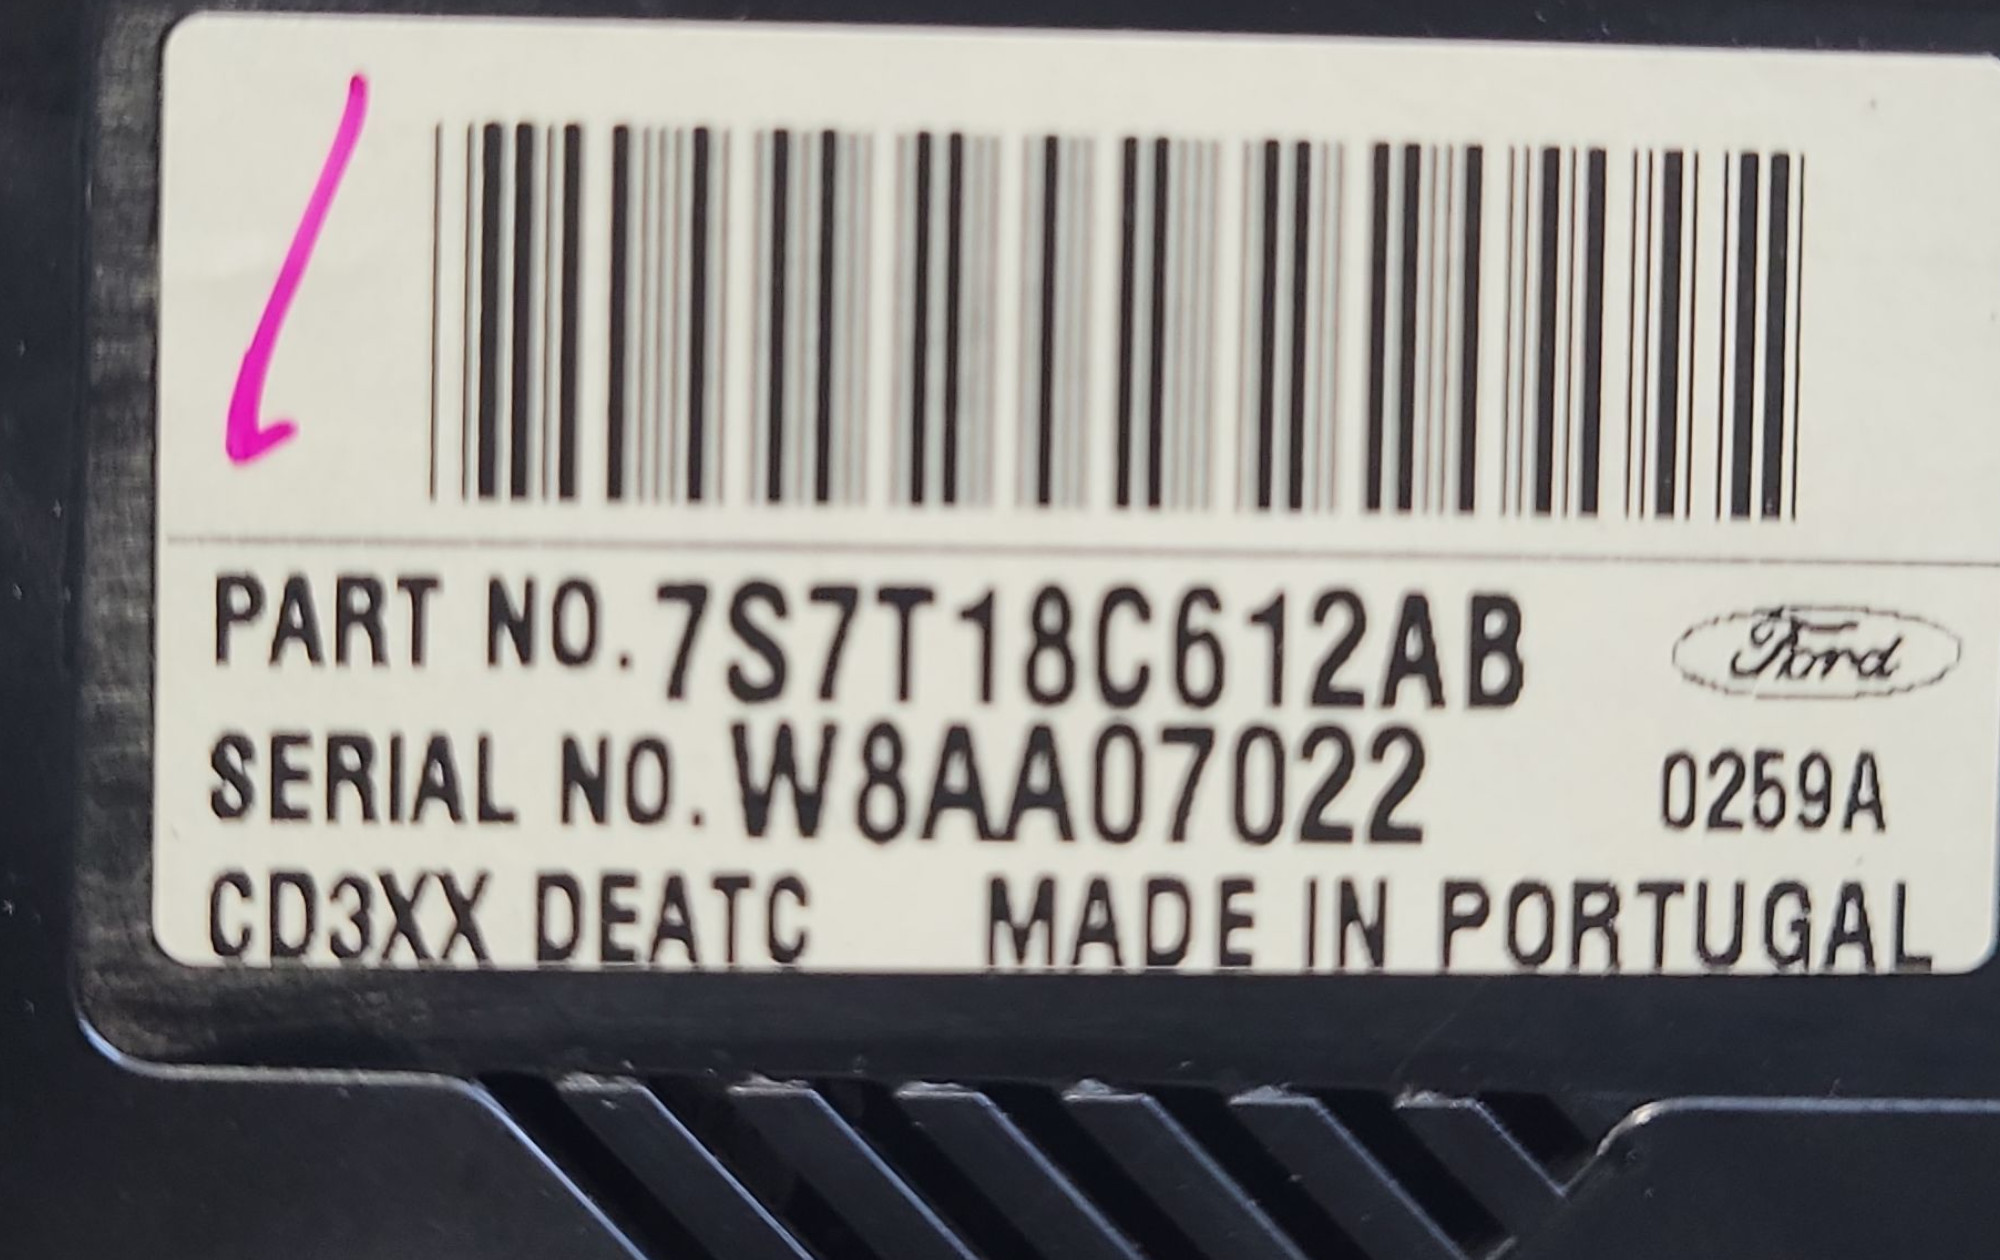 PART NO. 7S7T18C612AB Ford
SERIAL NO. W8AA07022 0259A
CD3XX DEATC MADE IN PORTUGAL